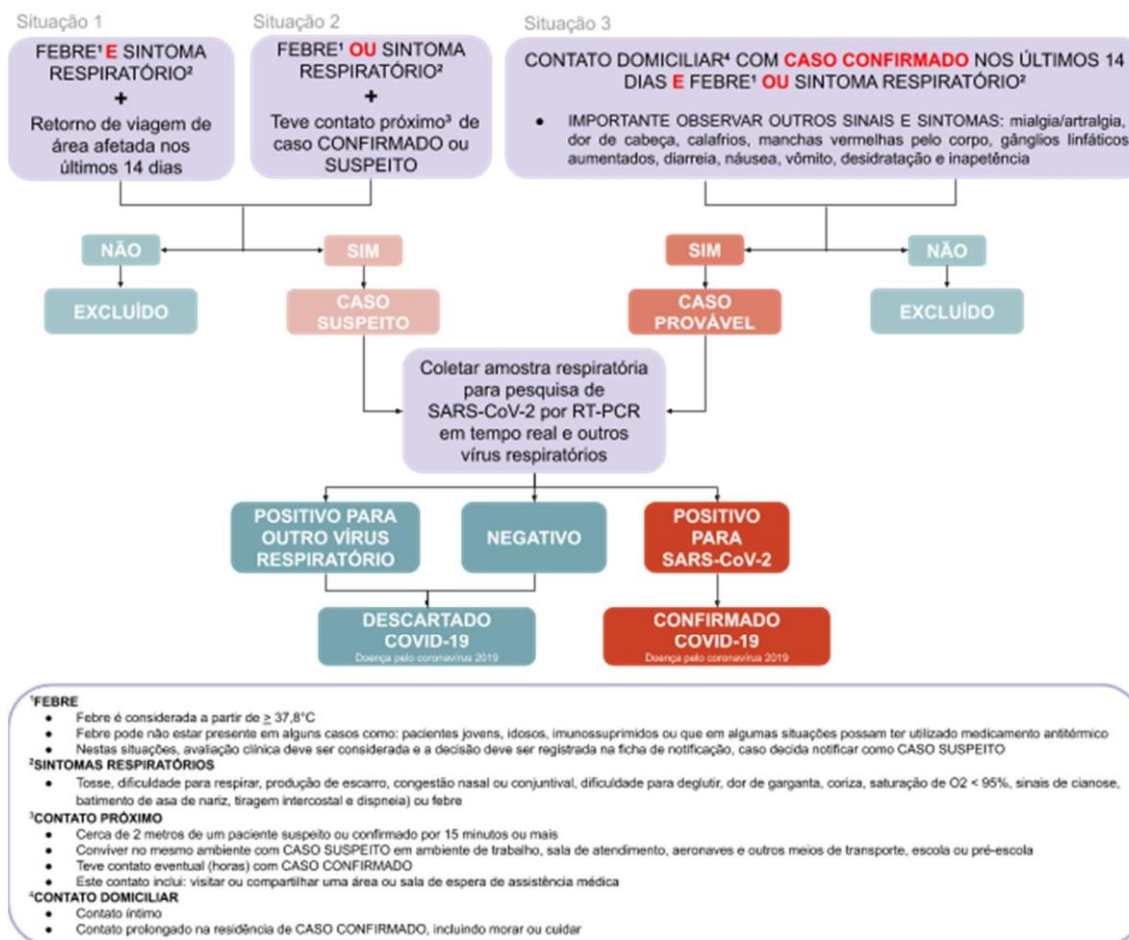 Situação 1
FEBRE¹ E SINTOMA
RESPIRATÓRIO²
+
Retorno de viagem de
área afetada nos
últimos 14 dias
Situação 2
FEBRE¹ OU SINTOMA
RESPIRATÓRIO²
+
Teve contato próximo³ de
caso CONFIRMADO ou
SUSPEITO
Situação 3
CONTATO DOMICILIAR⁴ COM CASO CONFIRMADO NOS ÚLTIMOS 14
DIAS E FEBRE¹ OU SINTOMA RESPIRATÓRIO²
● IMPORTANTE OBSERVAR OUTROS SINAIS E SINTOMAS: mialgia/artralgia,
dor de cabeça, calafrios, manchas vermelhas pelo corpo, gânglios linfáticos
aumentados, diarreia, náusea, vômito, desidratação e inapetência
NÃO
SIM
SIM
NÃO
EXCLUÍDO
CASO
SUSPEITO
CASO
PROVÁVEL
EXCLUÍDO
Coletar amostra respiratória
para pesquisa de
SARS-CoV-2 por RT-PCR
em tempo real e outros
vírus respiratórios
POSITIVO PARA
OUTRO VÍRUS
RESPIRATÓRIO
NEGATIVO
POSITIVO
PARA
SARS-CoV-2
DESCARTADO
COVID-19
Doença pelo coronavírus 2019
CONFIRMADO
COVID-19
Doença pelo coronavírus 2019
¹FEBRE
● Febre é considerada a partir de ≥ 37,8°C
● Febre pode não estar presente em alguns casos como: pacientes jovens, idosos, imunossuprimidos ou que em algumas situações possam ter utilizado medicamento antitérmico
● Nestas situações, avaliação clínica deve ser considerada e a decisão deve ser registrada na ficha de notificação, caso decida notificar como CASO SUSPEITO
²SINTOMAS RESPIRATÓRIOS
● Tosse, dificuldade para respirar, produção de escarro, congestão nasal ou conjuntival, dificuldade para deglutir, dor de garganta, coriza, saturação de O2 < 95%, sinais de cianose,
batimento de asa de nariz, tiragem intercostal e dispneia) ou febre
³CONTATO PRÓXIMO
● Cerca de 2 metros de um paciente suspeito ou confirmado por 15 minutos ou mais
● Conviver no mesmo ambiente com CASO SUSPEITO em ambiente de trabalho, sala de atendimento, aeronaves e outros meios de transporte, escola ou pré-escola
● Teve contato eventual (horas) com CASO CONFIRMADO
● Este contato inclui: visitar ou compartilhar uma área ou sala de espera de assistência médica
⁴CONTATO DOMICILIAR
● Contato íntimo
● Contato prolongado na residência de CASO CONFIRMADO, incluindo morar ou cuidar